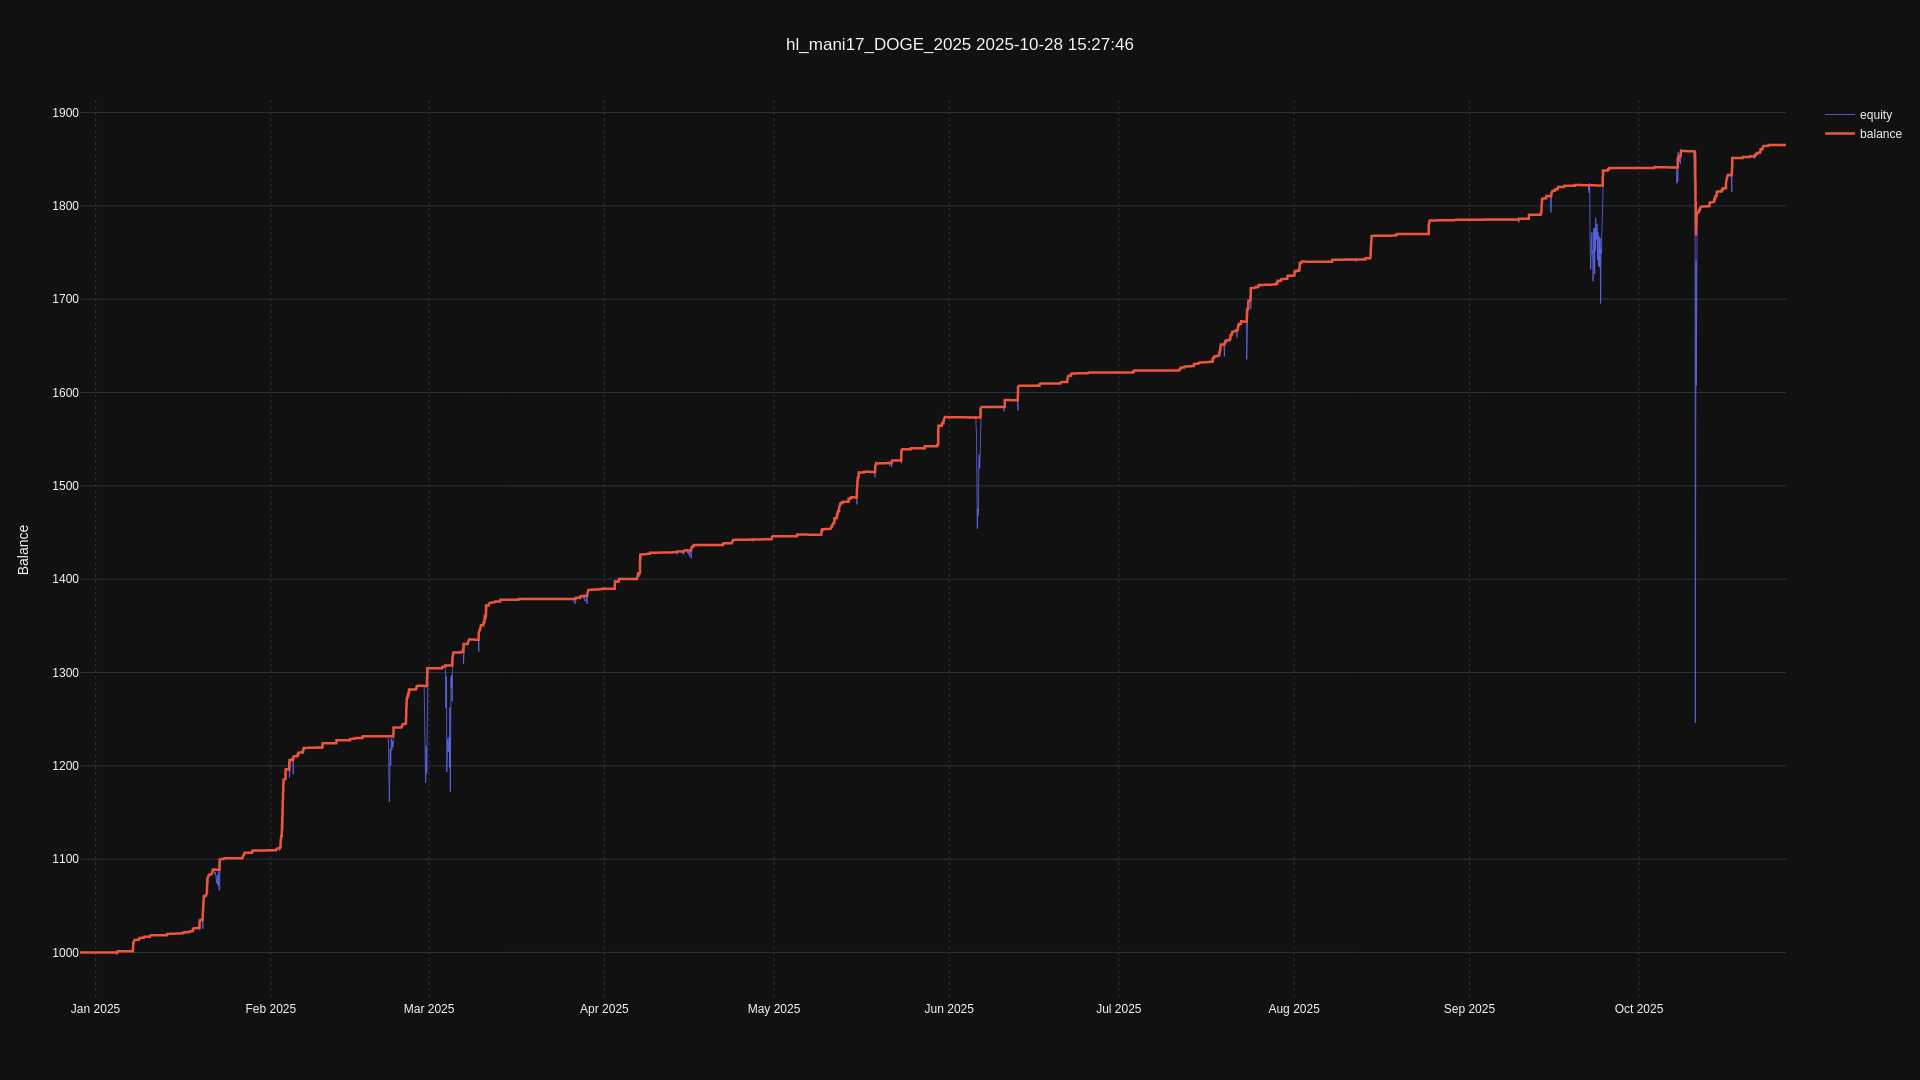 hl_mani17_DOGE_2025 2025-10-28 15:27:46
1900
1800
1700
1600
1500
1400
1300
1200
1100
1000
Balance
Jan 2025
Feb 2025
Mar 2025
Apr 2025
May 2025
Jun 2025
Jul 2025
Aug 2025
Sep 2025
Oct 2025
equity
balance